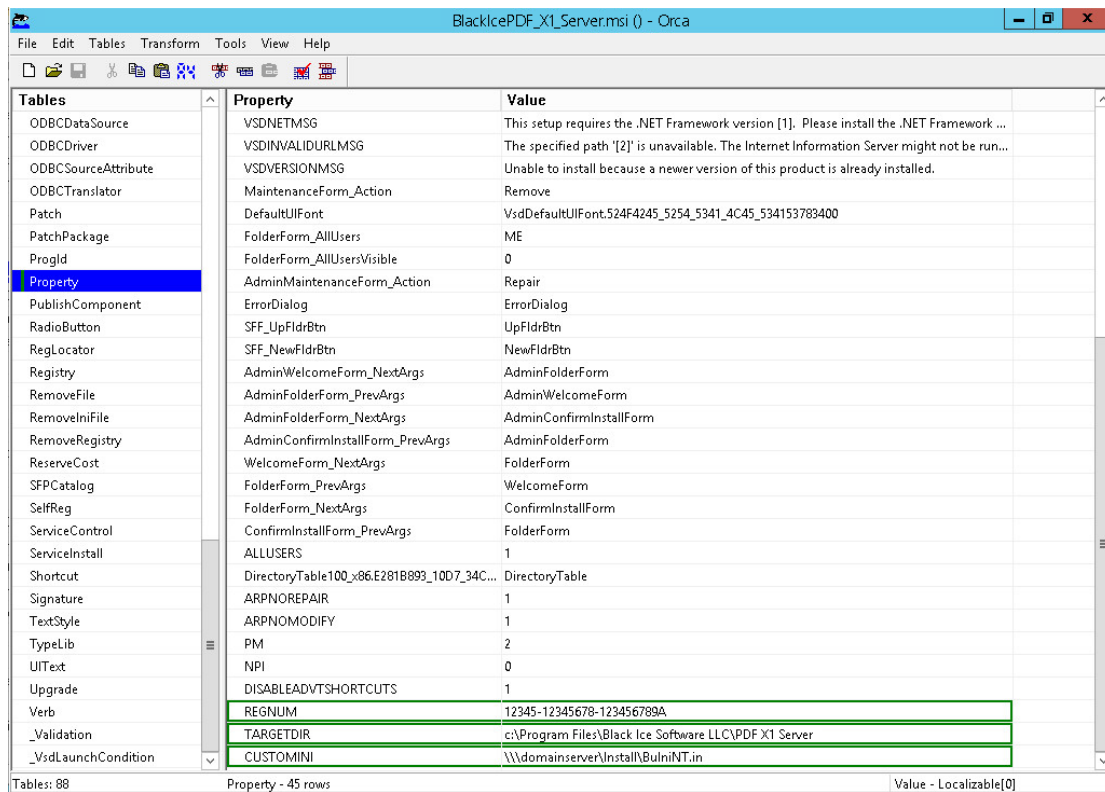 BlackIcePDF_X1_Server.msi () - Orca
File Edit Tables Transform Tools View Help
Tables Property Value
ODBCDataSource VSDNETMSG This setup requires the .NET Framework version [1]. Please install the .NET Framework ...
ODBCDriver VSDINVALIDURLMSG The specified path '[2]' is unavailable. The Internet Information Server might not be run...
ODBCSourceAttribute VSDVERSIONMSG Unable to install because a newer version of this product is already installed.
ODBCTranslator MaintenanceForm_Action Remove
Patch DefaultUIFont VsdDefaultUIFont.524F4245_5254_5341_4C45_534153783400
PatchPackage FolderForm_AllUsers ME
ProgId FolderForm_AllUsersVisible 0
Property AdminMaintenanceForm_Action Repair
PublishComponent ErrorDialog ErrorDialog
RadioButton SFF_UpFldrBtn UpFldrBtn
RegLocator SFF_NewFldrBtn NewFldrBtn
Registry AdminWelcomeForm_NextArgs AdminFolderForm
RemoveFile AdminFolderForm_PrevArgs AdminWelcomeForm
RemoveIniFile AdminFolderForm_NextArgs AdminConfirmInstallForm
RemoveRegistry AdminConfirmInstallForm_PrevArgs AdminFolderForm
ReserveCost WelcomeForm_NextArgs FolderForm
SFPCatalog FolderForm_PrevArgs WelcomeForm
SelfReg FolderForm_NextArgs ConfirmInstallForm
ServiceControl ConfirmInstallForm_PrevArgs FolderForm
ServiceInstall ALLUSERS 1
Shortcut DirectoryTable100_x86.E281B893_10D7_34C... DirectoryTable
Signature ARPNOREPAIR 1
TextStyle ARPNOMODIFY 1
TypeLib PM 2
UIText NPI 0
Upgrade DISABLEADVTSHORTCUTS 1
Verb REGNUM 12345-12345678-123456789A
_Validation TARGETDIR c:\Program Files\Black Ice Software LLC\PDF X1 Server
_VsdLaunchCondition CUSTOMINI \\\domainserver\Install\BuIniNT.in
Tables: 88 Property - 45 rows Value - Localizable[0]